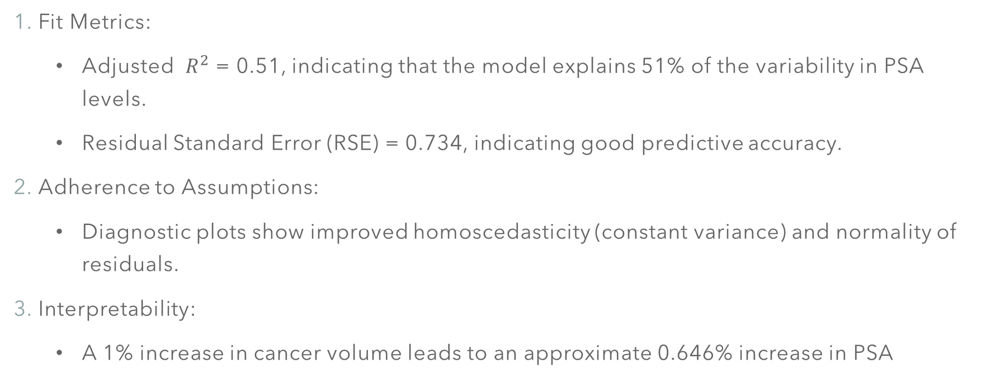 1. Fit Metrics:
• Adjusted R² = 0.51, indicating that the model explains 51% of the variability in PSA
levels.
• Residual Standard Error (RSE) = 0.734, indicating good predictive accuracy.
2. Adherence to Assumptions:
• Diagnostic plots show improved homoscedasticity (constant variance) and normality of
residuals.
3. Interpretability:
• A 1% increase in cancer volume leads to an approximate 0.646% increase in PSA